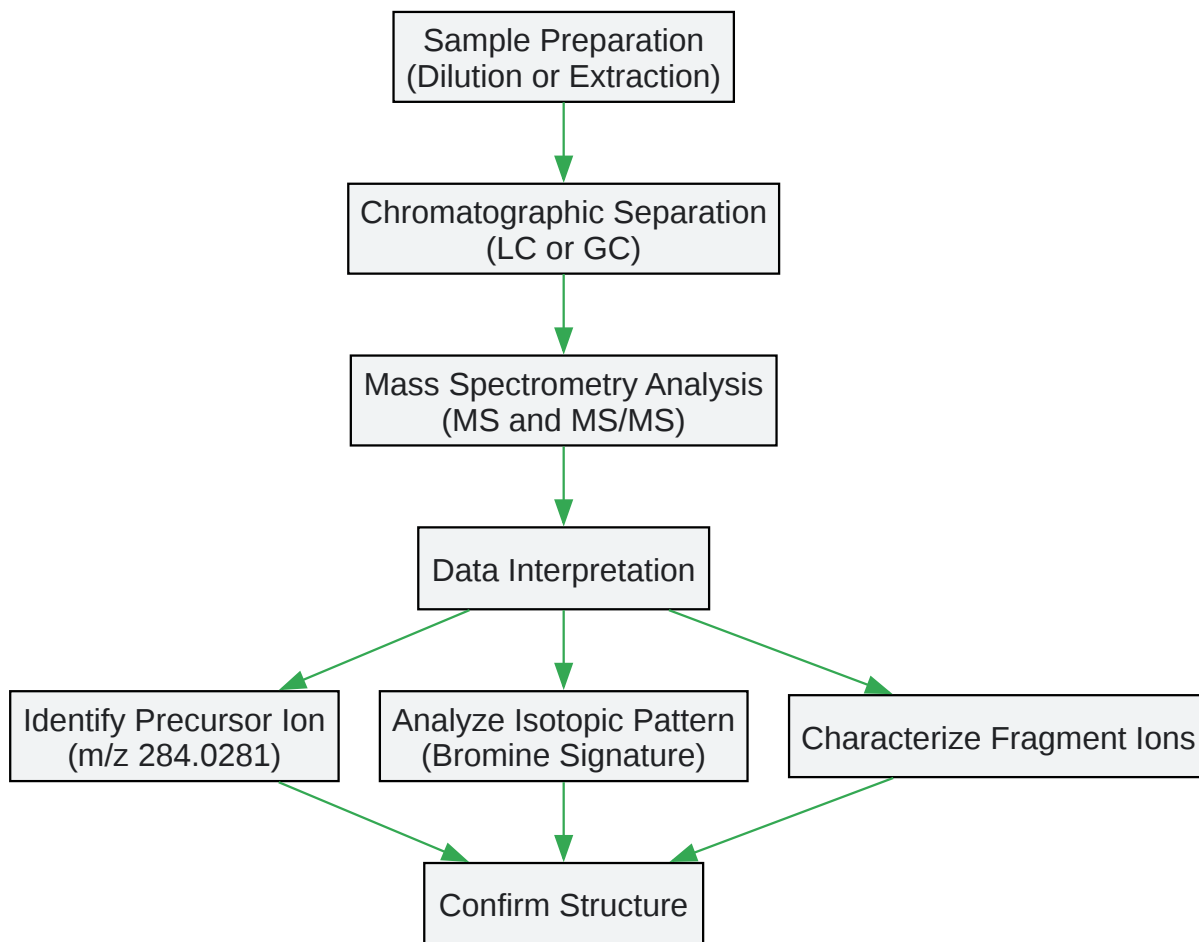 Sample Preparation
(Dilution or Extraction)
Chromatographic Separation
(LC or GC)
Mass Spectrometry Analysis
(MS and MS/MS)
Data Interpretation
Identify Precursor Ion
(m/z 284.0281)
Analyze Isotopic Pattern
(Bromine Signature)
Characterize Fragment Ions
Confirm Structure